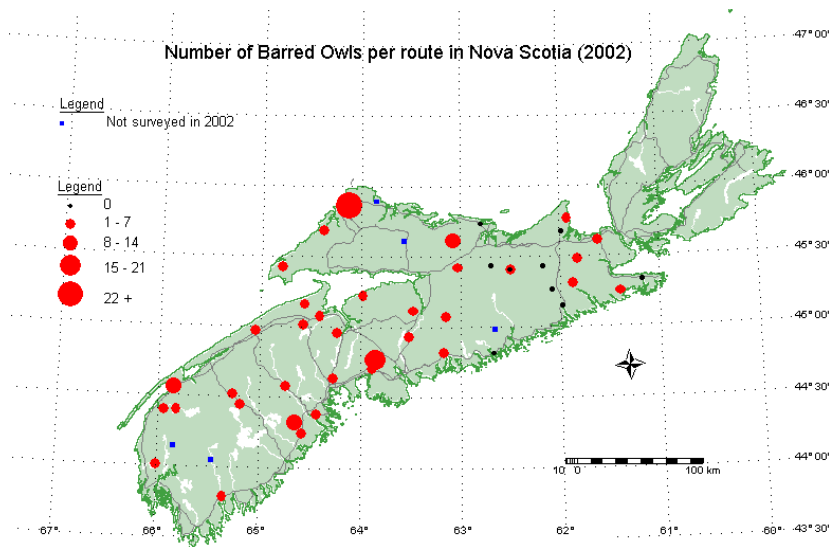 Number of Barred Owls per route in Nova Scotia (2002)
Legend
Not surveyed in 2002
Legend
0
1 - 7
8 - 14
15 - 21
22 +
47° 00'
46° 30'
46° 00'
45° 30'
45° 00'
44° 30'
44° 00'
43° 30'
10 0 100 km
-67° -66° -65° -64° -63° -62° -61° -60°